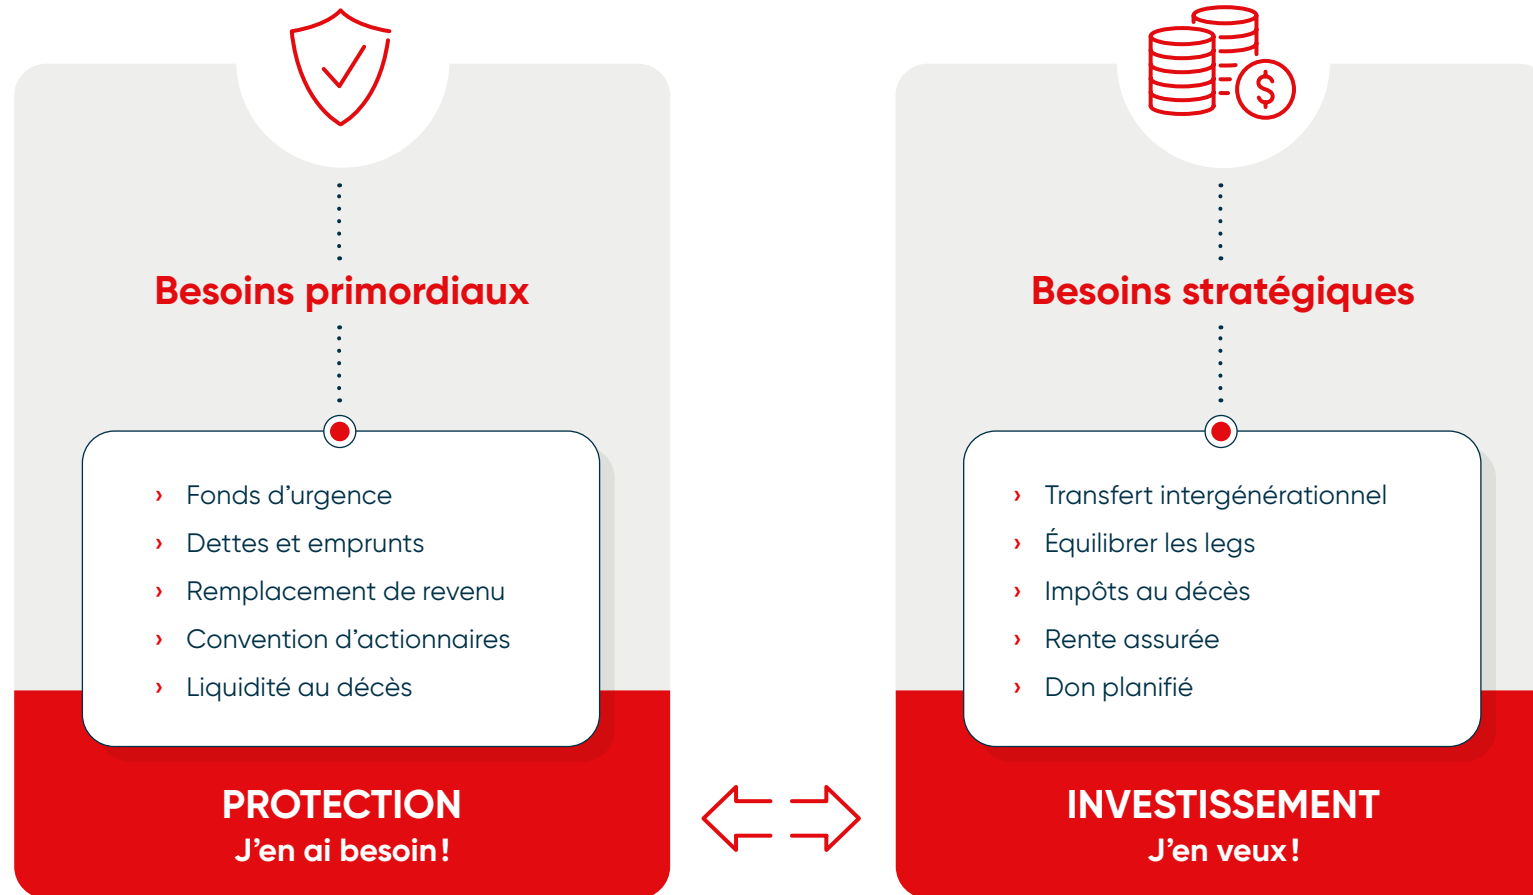 Besoins primordiaux
› Fonds d’urgence
› Dettes et emprunts
› Remplacement de revenu
› Convention d’actionnaires
› Liquidité au décès
PROTECTION
J’en ai besoin !
$
Besoins stratégiques
› Transfert intergénérationnel
› Équilibrer les legs
› Impôts au décès
› Rente assurée
› Don planifié
INVESTISSEMENT
J’en veux !